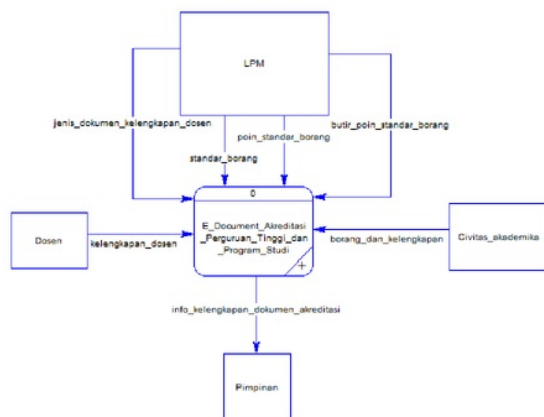 LPM
jenis_dokumen_kelengkapan_dosen
poin_standar_borang
butir_poin_standar_borang
standar_borang
0
E_Document_Akreditasi
_Perguruan_Tinggi_dan
_Program_Studi
Dosen
kelengkapan_dosen
borang_dan_kelengkapan
Civitas_akademika
info_kelengkapan_dokumen_akreditasi
Pimpinan